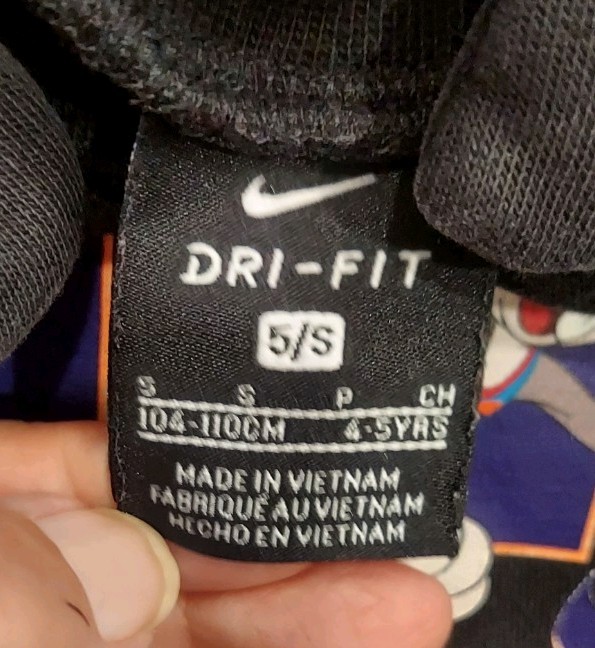 DRI-FIT
5/S
S S P CH
104-110CM 4-5YRS
MADE IN VIETNAM
FABRIQUÉ AU VIETNAM
HECHO EN VIETNAM